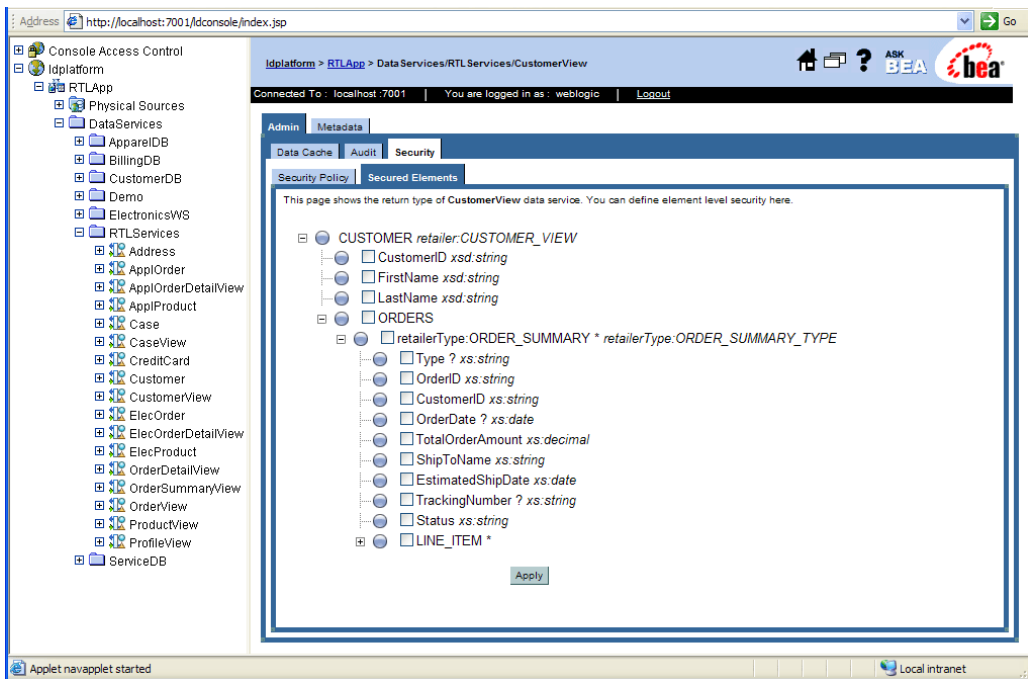 Address http://localhost:7001/ldconsole/index.jsp Go
Console Access Control
ldplatform
RTLApp
Physical Sources
DataServices
ApparelDB
BillingDB
CustomerDB
Demo
ElectronicsWS
RTLServices
Address
ApplOrder
ApplOrderDetailView
ApplProduct
Case
CaseView
CreditCard
Customer
CustomerView
ElecOrder
ElecOrderDetailView
ElecProduct
OrderDetailView
OrderSummaryView
OrderView
ProductView
ProfileView
ServiceDB
ldplatform > RTLApp > DataServices/RTLServices/CustomerView
? ASK BEA bea
Connected To : localhost :7001 | You are logged in as : weblogic | Logout
Admin Metadata
Data Cache Audit Security
Security Policy Secured Elements
This page shows the return type of CustomerView data service. You can define element level security here.
CUSTOMER retailer:CUSTOMER_VIEW
CustomerID xsd:string
FirstName xsd:string
LastName xsd:string
ORDERS
retailerType:ORDER_SUMMARY * retailerType:ORDER_SUMMARY_TYPE
Type ? xs:string
OrderID xs:string
CustomerID xs:string
OrderDate ? xs:date
TotalOrderAmount xs:decimal
ShipToName xs:string
EstimatedShipDate xs:date
TrackingNumber ? xs:string
Status xs:string
LINE_ITEM *
Apply
Applet navapplet started
Local intranet